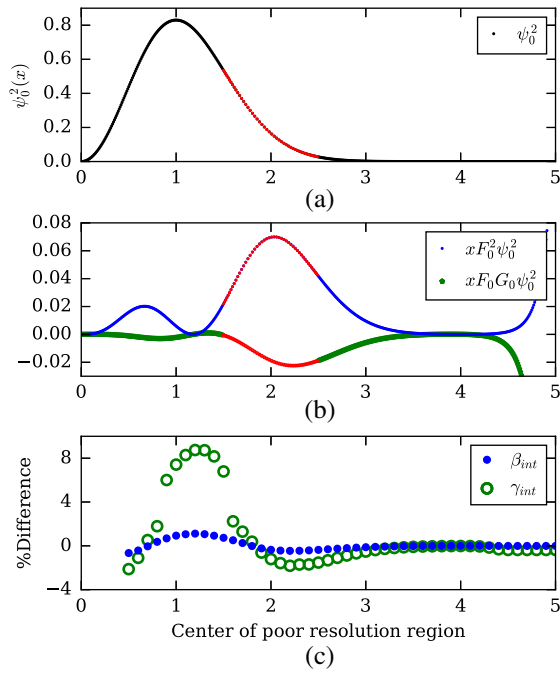 0.8
0.6
0.4
0.2
0.0
ψ₀²(x)
ψ₀²
0 1 2 3 4 5
(a)
0.08
0.06
0.04
0.02
0.00
−0.02
xF₀²ψ₀²
xF₀G₀ψ₀²
0 1 2 3 4 5
(b)
8
4
0
−4
%Difference
β_int
γ_int
0 1 2 3 4 5
Center of poor resolution region
(c)